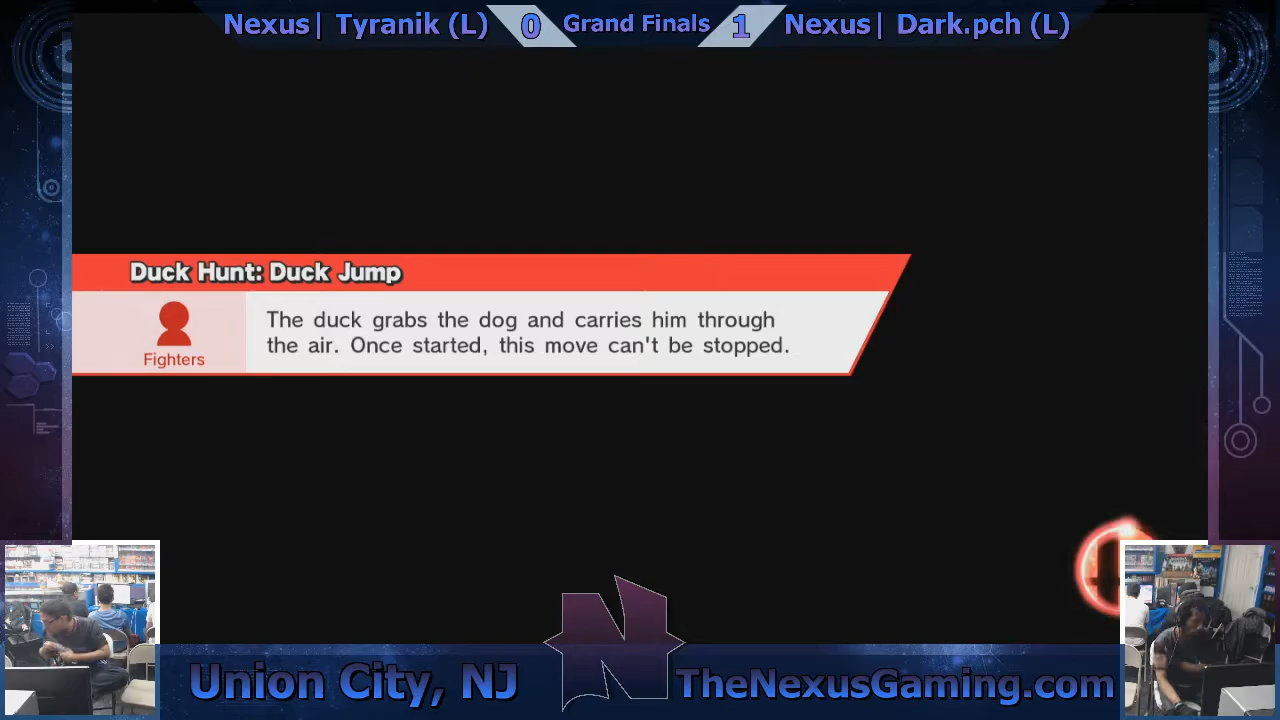 Nexus| Tyranik (L) 0 Grand Finals 1 Nexus| Dark.pch (L)
Duck Hunt: Duck Jump
Fighters
The duck grabs the dog and carries him through
the air. Once started, this move can't be stopped.
N
Union City, NJ
TheNexusGaming.com